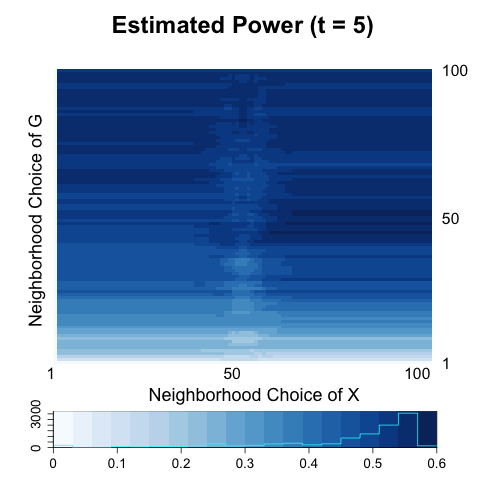 Estimated Power (t = 5)
Neighborhood Choice of G
100
50
1
1 50 100
Neighborhood Choice of X
0 3000
0 0.1 0.2 0.3 0.4 0.5 0.6